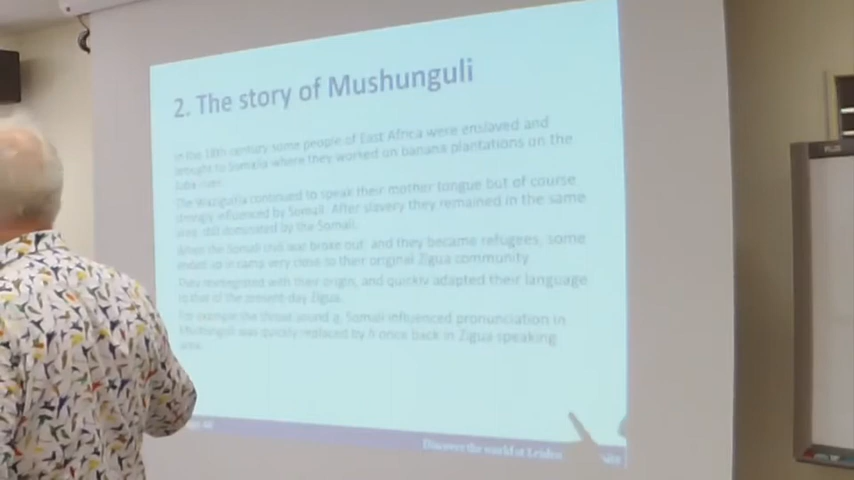 2. The story of Mushunguli
In the 18th century some people of East Africa were enslaved and
brought to Somalia where they worked on banana plantations on the
Juba river.
The Wazigulla continued to speak their mother tongue but of course
strongly influenced by Somali. After slavery they remained in the same
area, still dominated by the Somali.
When the Somali civil war broke out, and they became refugees, some
ended up in camp very close to their original Zigua community
They reintegrated with their origin, and quickly adapted their language
to that of the present-day Zigua.
For example the throat sound a Somali influenced pronunciation in
Mushunguli was quickly replaced by h once back in Zigua speaking
area.
Discover the world at Leiden
PLUS